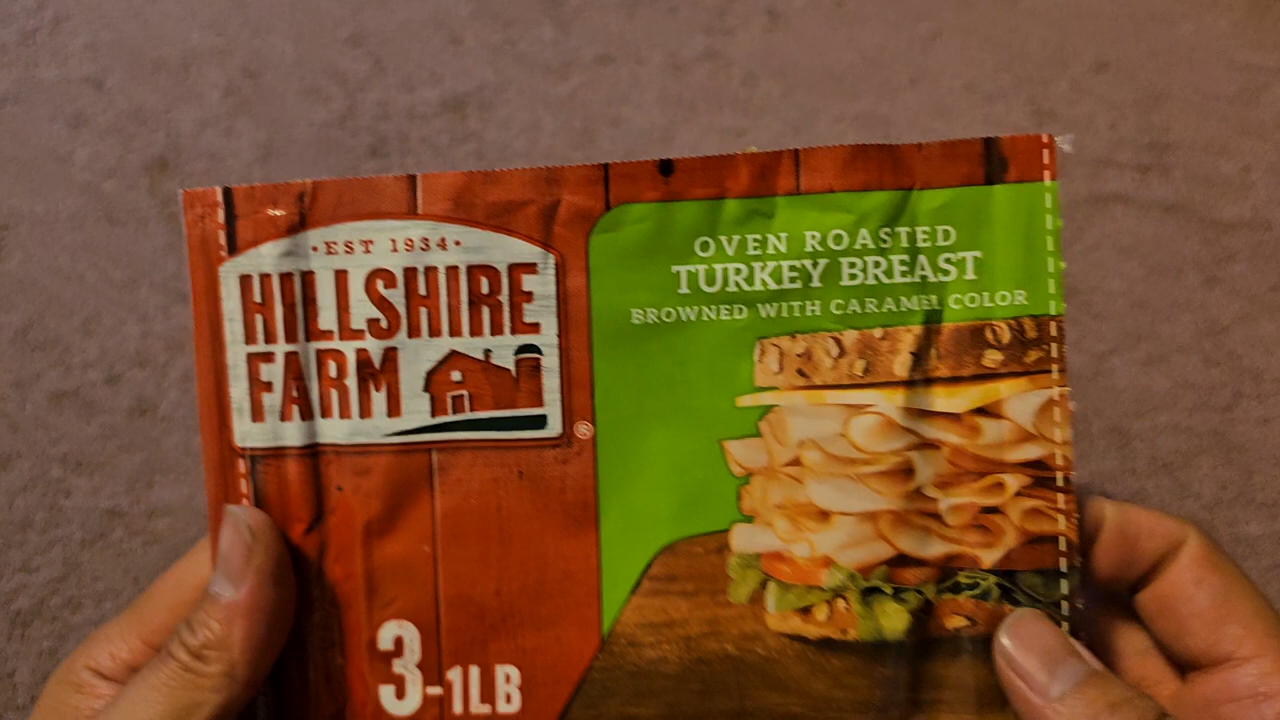 ·EST 1934·
HILLSHIRE
FARM
®
OVEN ROASTED
TURKEY BREAST
BROWNED WITH CARAMEL COLOR
3-1LB